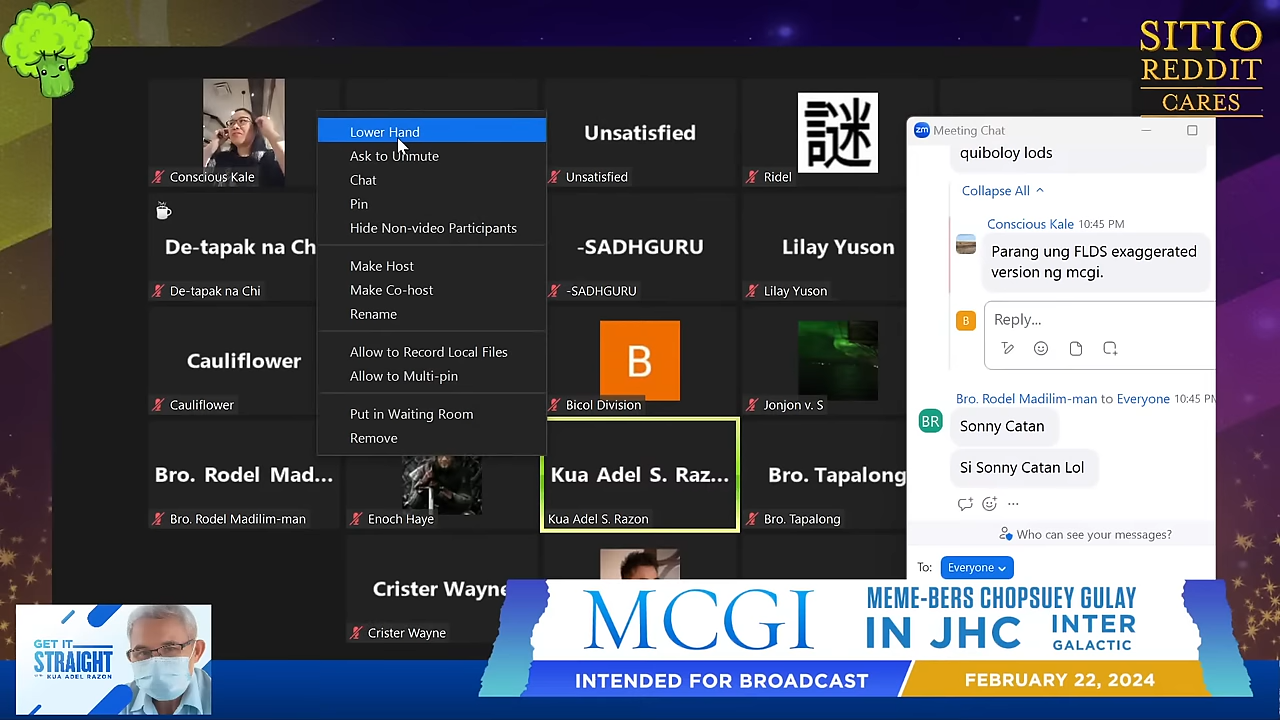 SITIO
REDDIT
CARES
Conscious Kale
Unsatisfied
Unsatisfied
謎
Ridel
De-tapak na Ch
De-tapak na Chi
-SADHGURU
-SADHGURU
Lilay Yuson
Lilay Yuson
Cauliflower
Cauliflower
B
Bicol Division
Jonjon v. S
Bro. Rodel Mad...
Bro. Rodel Madilim-man
Enoch Haye
Kua Adel S. Raz...
Kua Adel S. Razon
Bro. Tapalong
Bro. Tapalong
Crister Wayne
Crister Wayne
Lower Hand
Ask to Unmute
Chat
Pin
Hide Non-video Participants
Make Host
Make Co-host
Rename
Allow to Record Local Files
Allow to Multi-pin
Put in Waiting Room
Remove
zm Meeting Chat
quiboloy lods
Collapse All
Conscious Kale 10:45 PM
Parang ung FLDS exaggerated
version ng mcgi.
B
Reply...
Bro. Rodel Madilim-man to Everyone 10:45 PM
BR
Sonny Catan
Si Sonny Catan Lol
Who can see your messages?
To: Everyone
GET IT
STRAIGHT
KUA ADEL RAZON
MCGI
MEME-BERS CHOPSUEY GULAY
IN JHC INTER
GALACTIC
INTENDED FOR BROADCAST
FEBRUARY 22, 2024